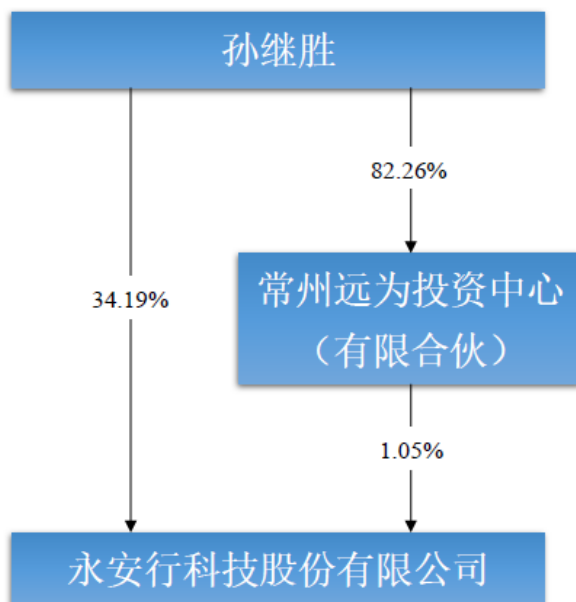 孙继胜
82.26%
常州远为投资中心
（有限合伙）
34.19%
1.05%
永安行科技股份有限公司